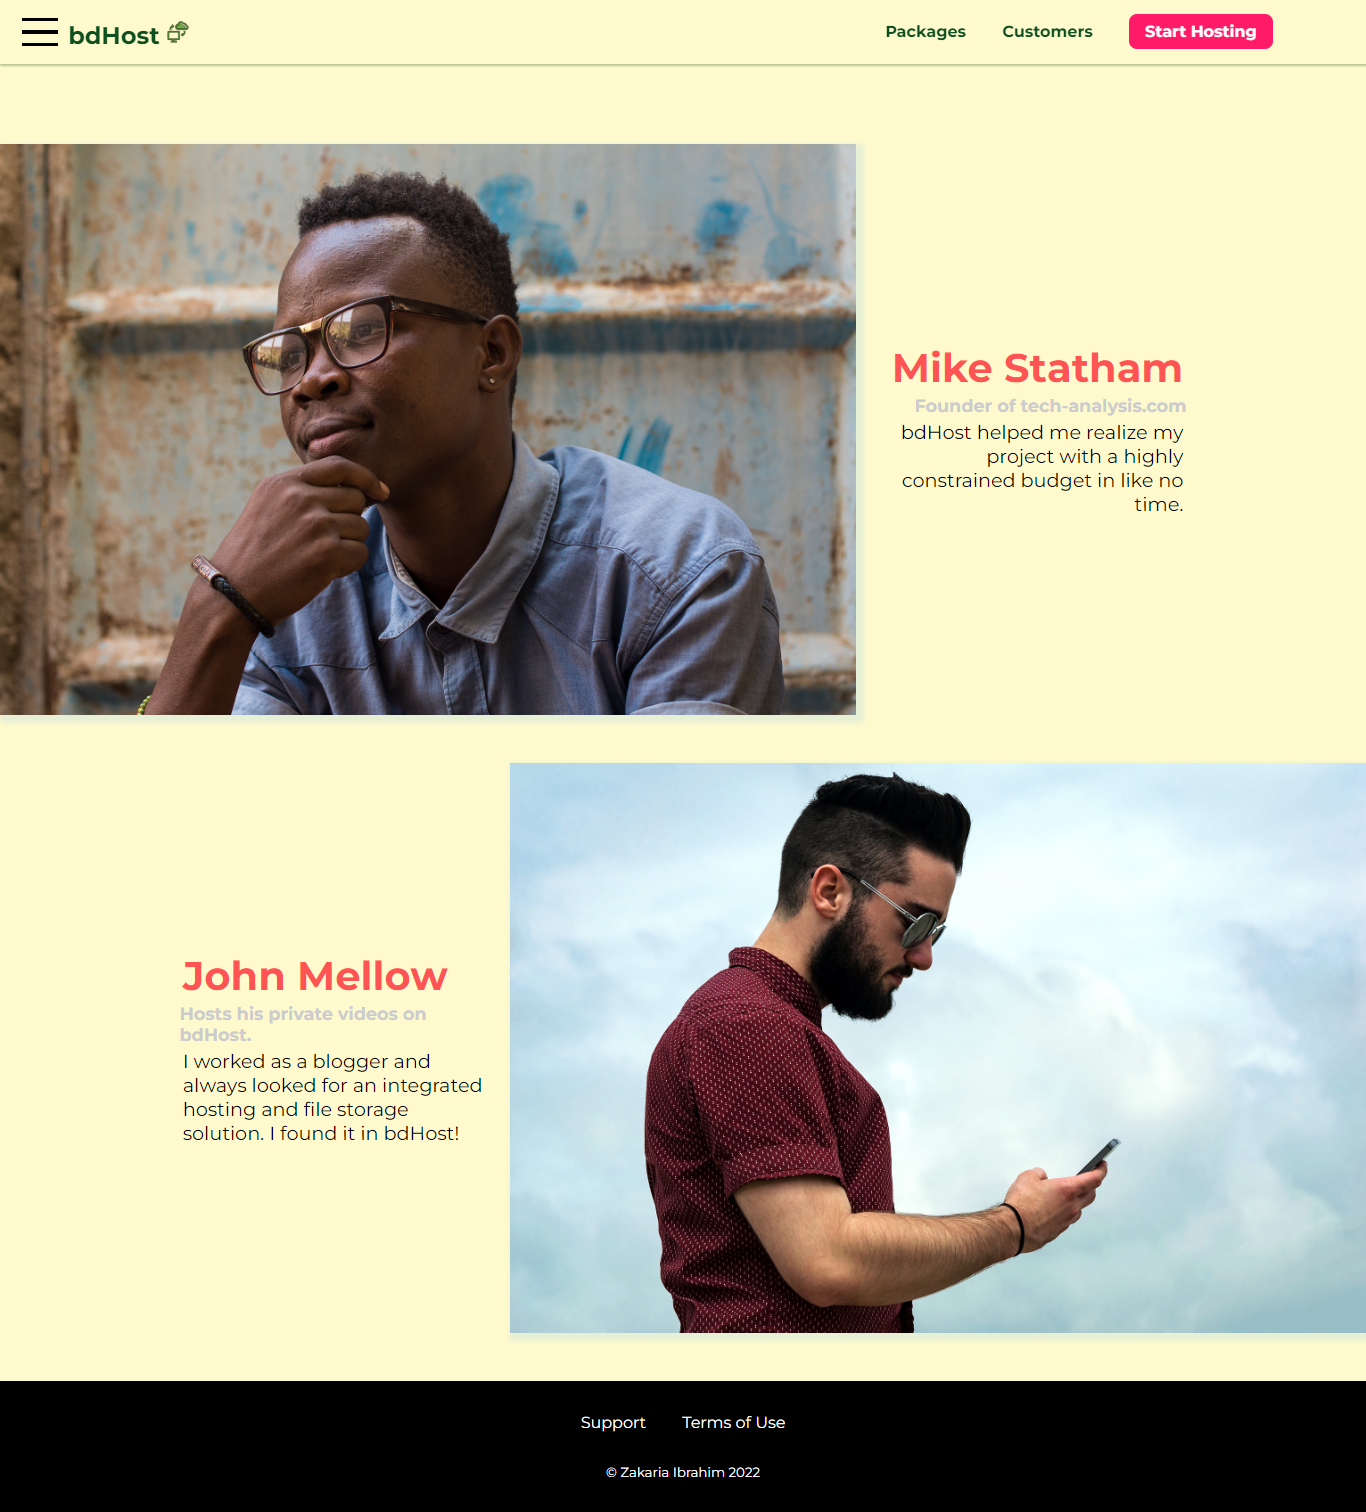 bdHost
Packages
Customers
Start Hosting
Mike Statham
Founder of tech-analysis.com
bdHost helped me realize my
project with a highly
constrained budget in like no
time.
John Mellow
Hosts his private videos on
bdHost.
I worked as a blogger and
always looked for an integrated
hosting and file storage
solution. I found it in bdHost!
Support
Terms of Use
© Zakaria Ibrahim 2022